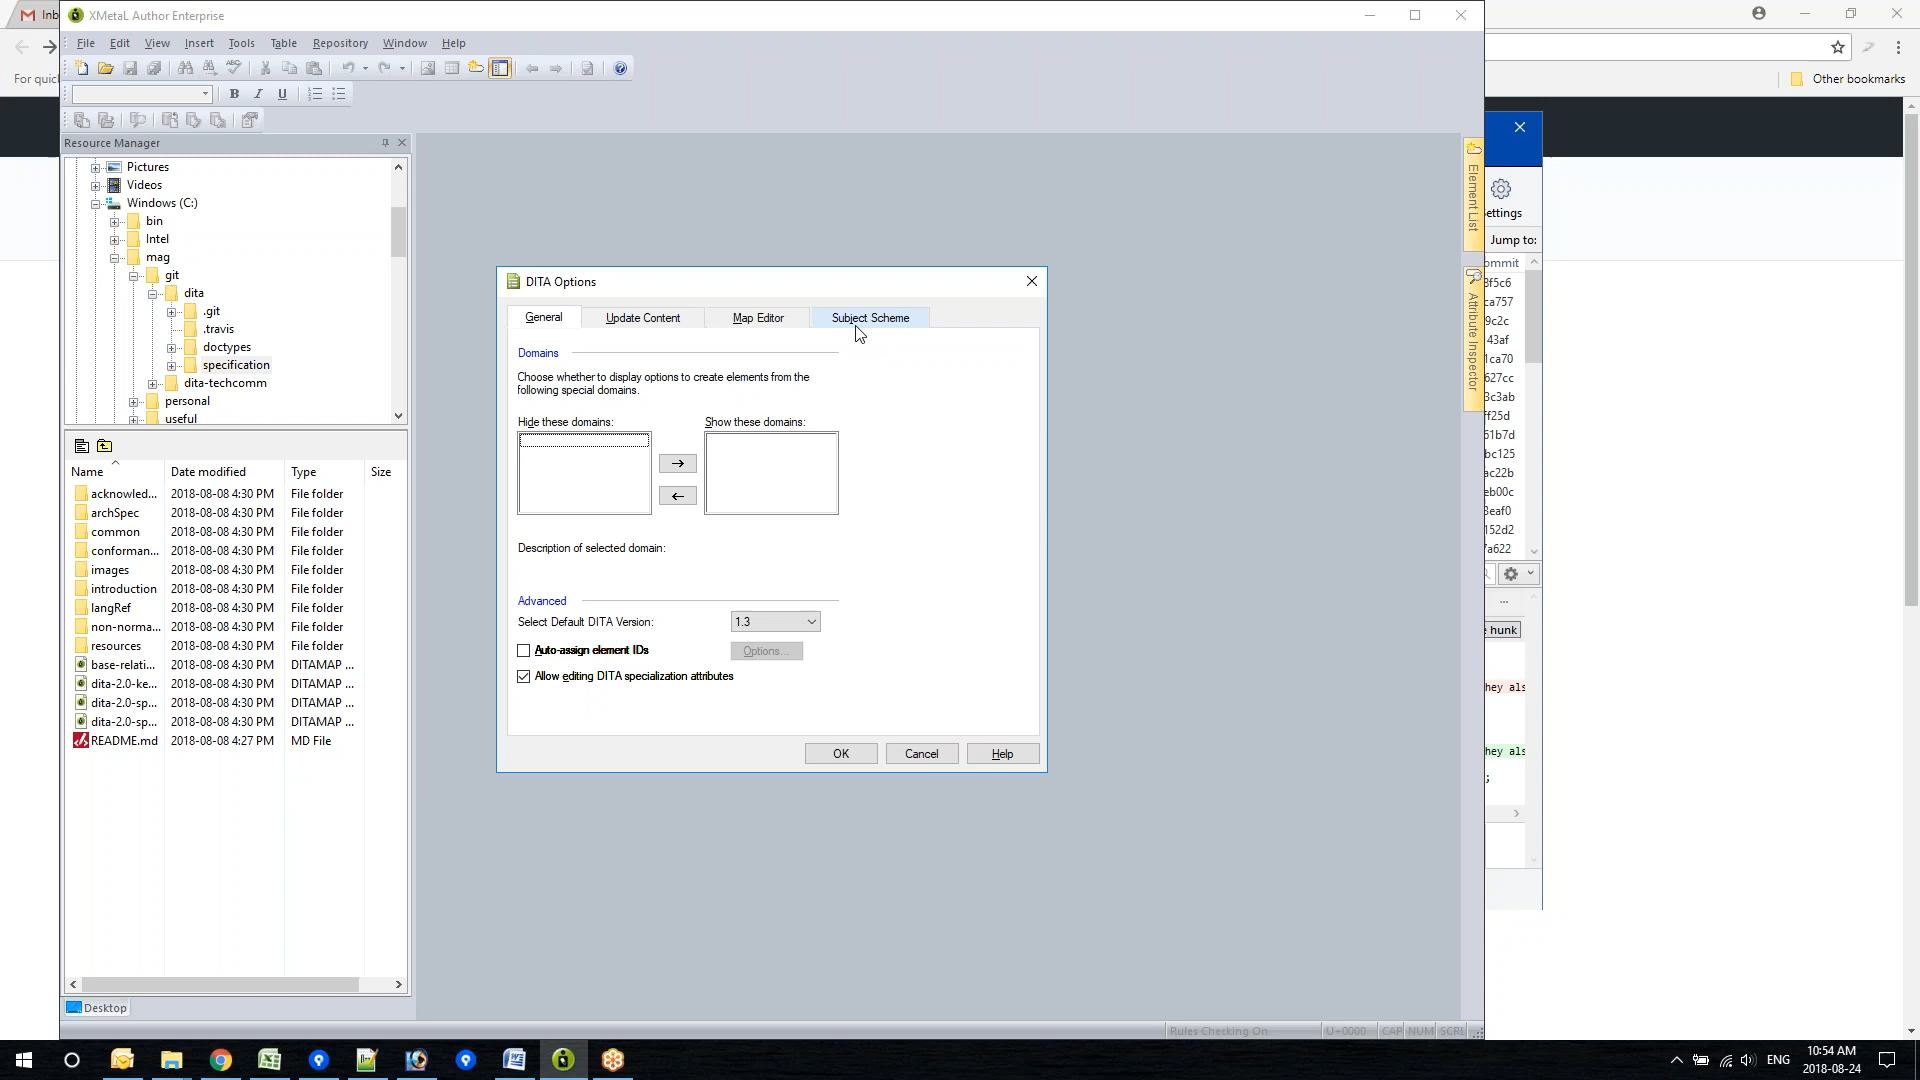 Inb
XMetaL Author Enterprise
File Edit View Insert Tools Table Repository Window Help
For quick
Other bookmarks
B I U
Resource Manager
Pictures
Videos
Windows (C:)
bin
Intel
mag
git
dita
.git
.travis
doctypes
specification
dita-techcomm
personal
useful
Name Date modified Type Size
acknowled... 2018-08-08 4:30 PM File folder
archSpec 2018-08-08 4:30 PM File folder
common 2018-08-08 4:30 PM File folder
conforman... 2018-08-08 4:30 PM File folder
images 2018-08-08 4:30 PM File folder
introduction 2018-08-08 4:30 PM File folder
langRef 2018-08-08 4:30 PM File folder
non-norma... 2018-08-08 4:30 PM File folder
resources 2018-08-08 4:30 PM File folder
base-relati... 2018-08-08 4:30 PM DITAMAP ...
dita-2.0-ke... 2018-08-08 4:30 PM DITAMAP ...
dita-2.0-sp... 2018-08-08 4:30 PM DITAMAP ...
dita-2.0-sp... 2018-08-08 4:30 PM DITAMAP ...
README.md 2018-08-08 4:27 PM MD File
Desktop
DITA Options
General Update Content Map Editor Subject Scheme
Domains
Choose whether to display options to create elements from the
following special domains.
Hide these domains: Show these domains:
Description of selected domain:
Advanced
Select Default DITA Version: 1.3
Auto-assign element IDs Options...
Allow editing DITA specialization attributes
OK Cancel Help
Element List
Attribute Inspector
ettings
Jump to:
ommit
3f5c6
ca757
9c2c
43af
1ca70
627cc
3c3ab
ff25d
61b7d
bc125
ac22b
eb00c
3eaf0
152d2
7a622
...
hunk
hey als
hey als
;
Rules Checking On U+0000 CAP NUM SCRL
ENG
10:54 AM
2018-08-24